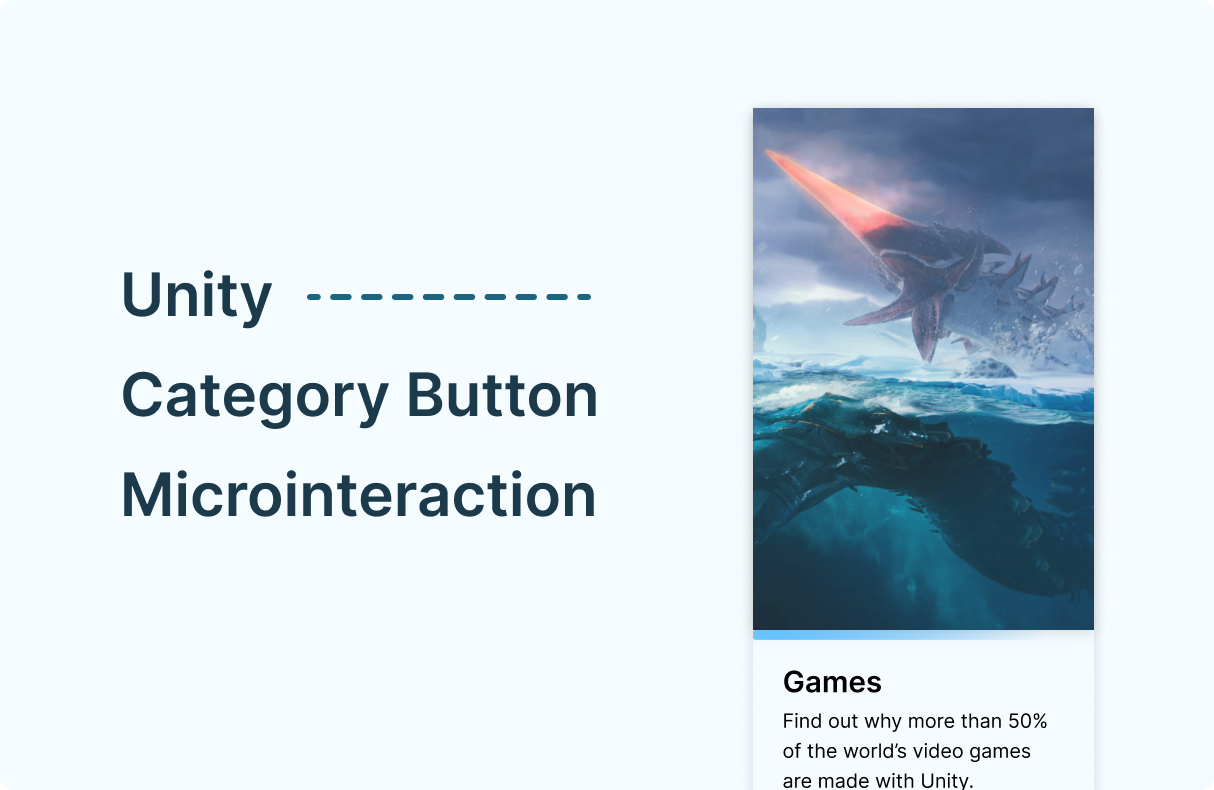 Unity
Category Button
Microinteraction
Games
Find out why more than 50%
of the world’s video games
are made with Unity.